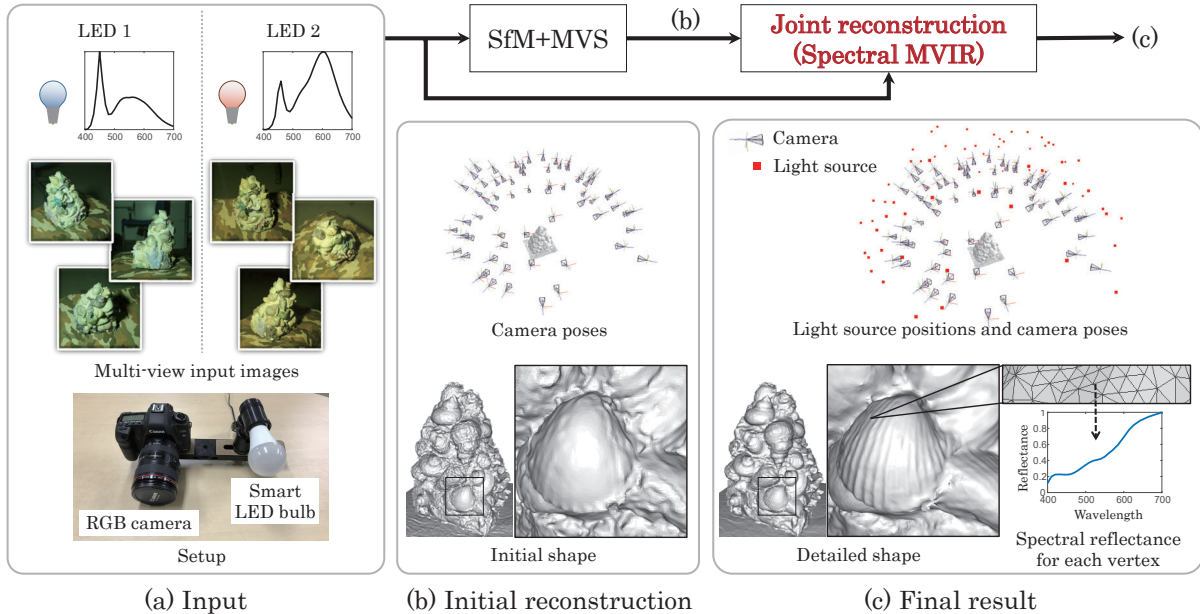 LED 1
LED 2
400 500 600 700
400 500 600 700
Multi-view input images
RGB camera
Smart
LED bulb
Setup
(a) Input
SfM+MVS
(b)
Joint reconstruction
(Spectral MVIR)
(c)
Camera poses
Initial shape
(b) Initial reconstruction
Camera
Light source
Light source positions and camera poses
Detailed shape
Reflectance
1
0.8
0.6
0.4
0.2
0
400 500 600 700
Wavelength
Spectral reflectance
for each vertex
(c) Final result